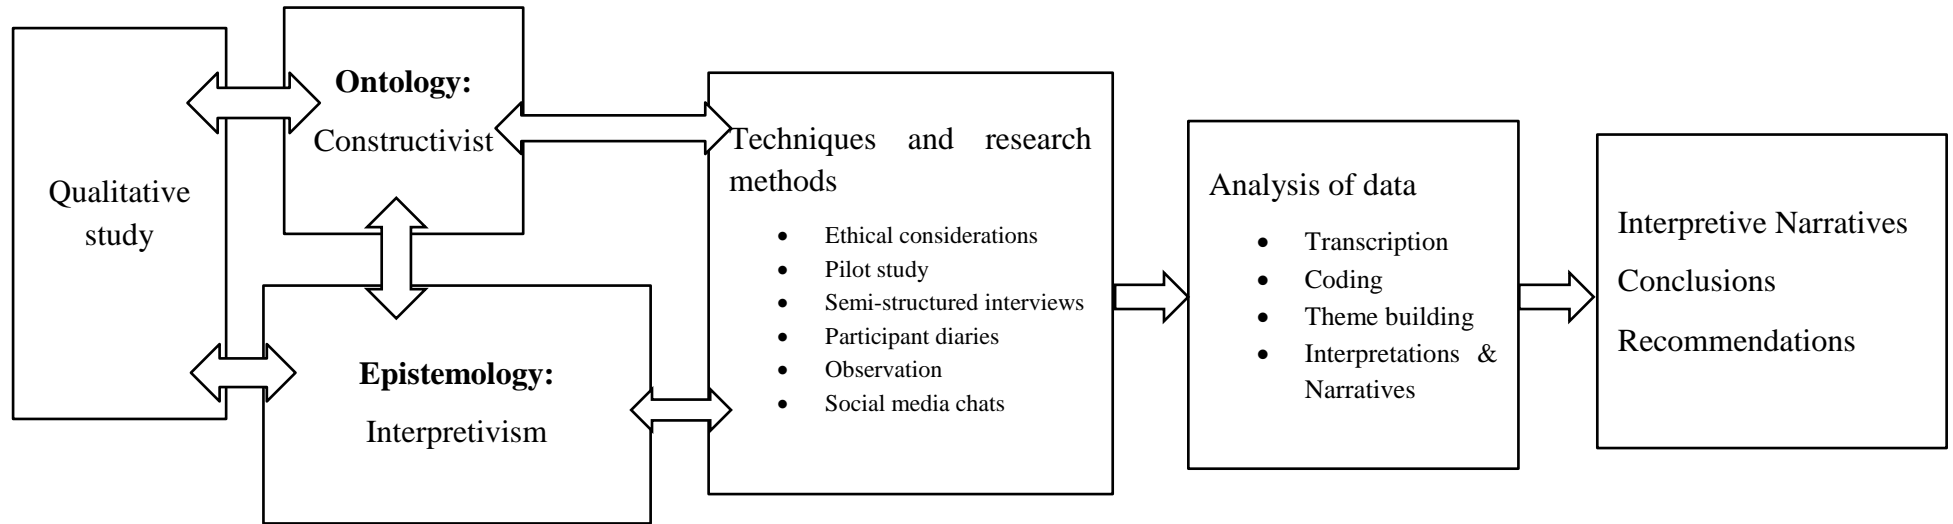 Qualitative
study
Ontology:
Constructivist
Epistemology:
Interpretivism
Techniques and research
methods
• Ethical considerations
• Pilot study
• Semi-structured interviews
• Participant diaries
• Observation
• Social media chats
Analysis of data
• Transcription
• Coding
• Theme building
• Interpretations &
Narratives
Interpretive Narratives
Conclusions
Recommendations